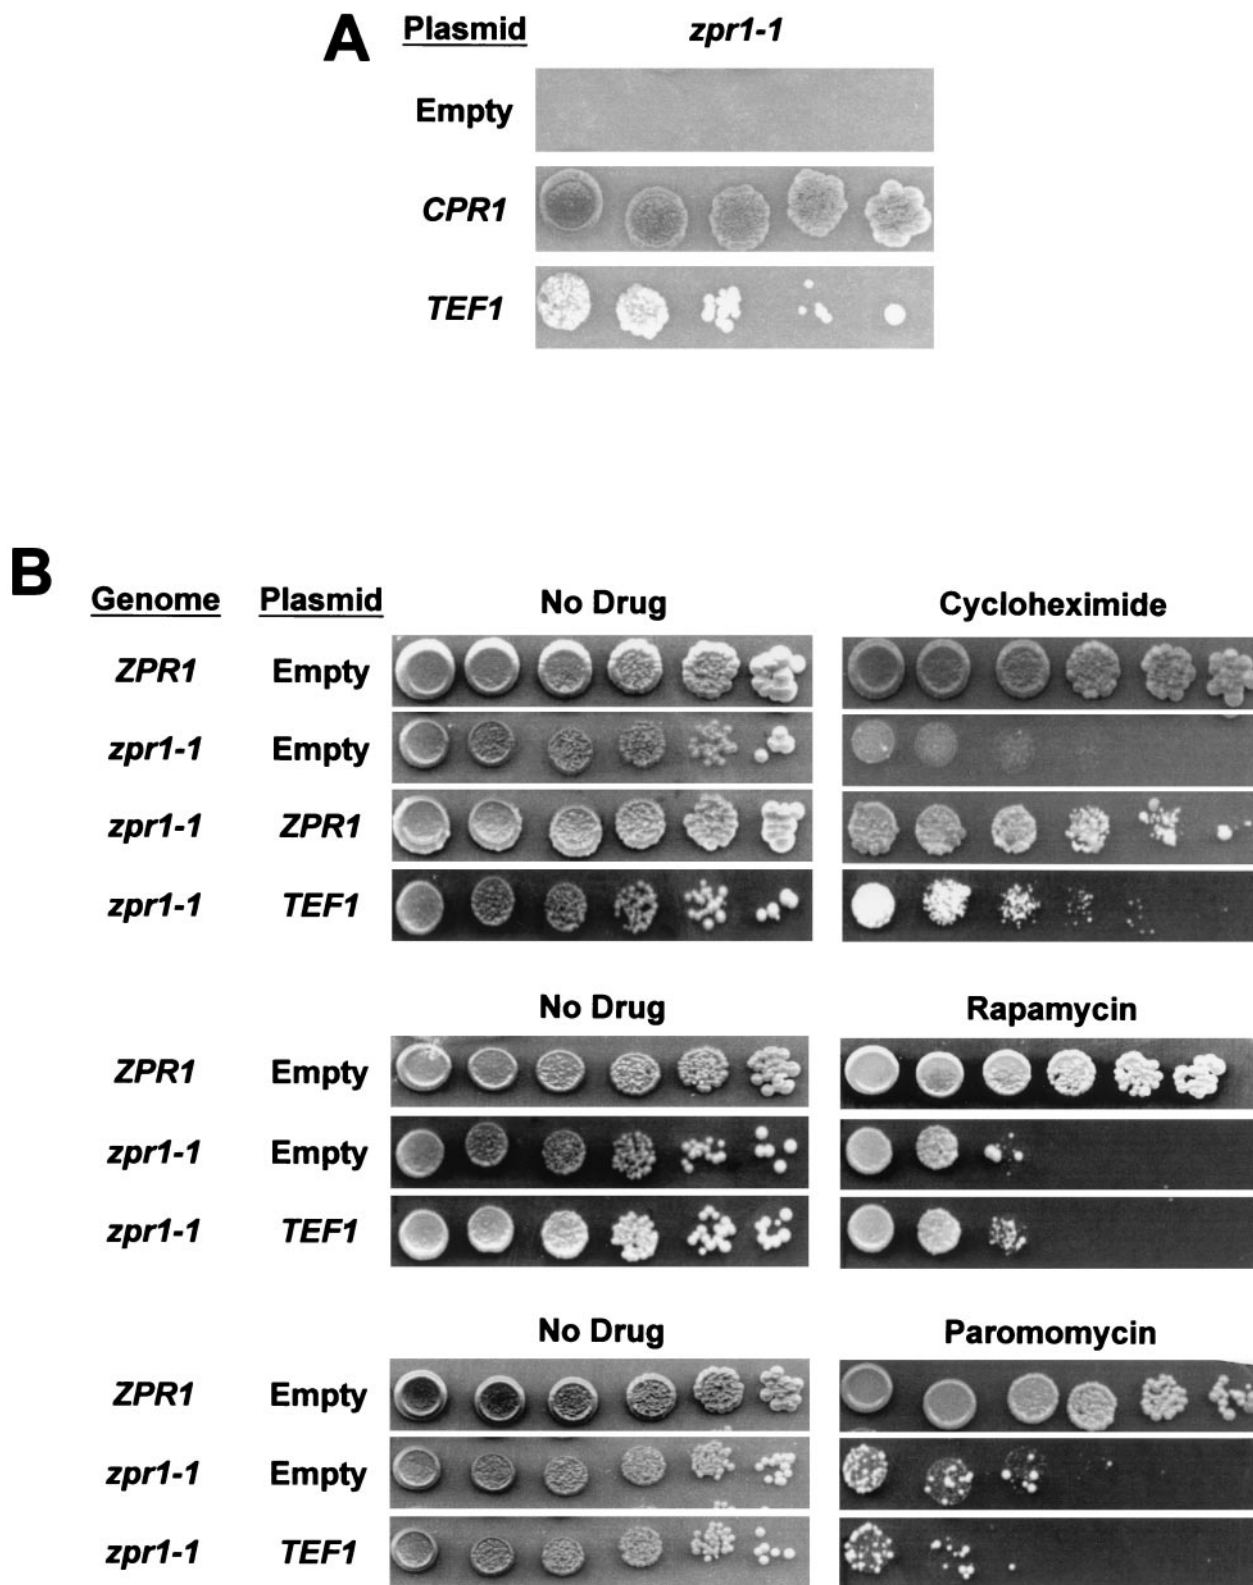 A
Plasmid zpr1-1
Empty
CPR1
TEF1
B
Genome Plasmid No Drug Cycloheximide
ZPR1 Empty
zpr1-1 Empty
zpr1-1 ZPR1
zpr1-1 TEF1
No Drug Rapamycin
ZPR1 Empty
zpr1-1 Empty
zpr1-1 TEF1
No Drug Paromomycin
ZPR1 Empty
zpr1-1 Empty
zpr1-1 TEF1